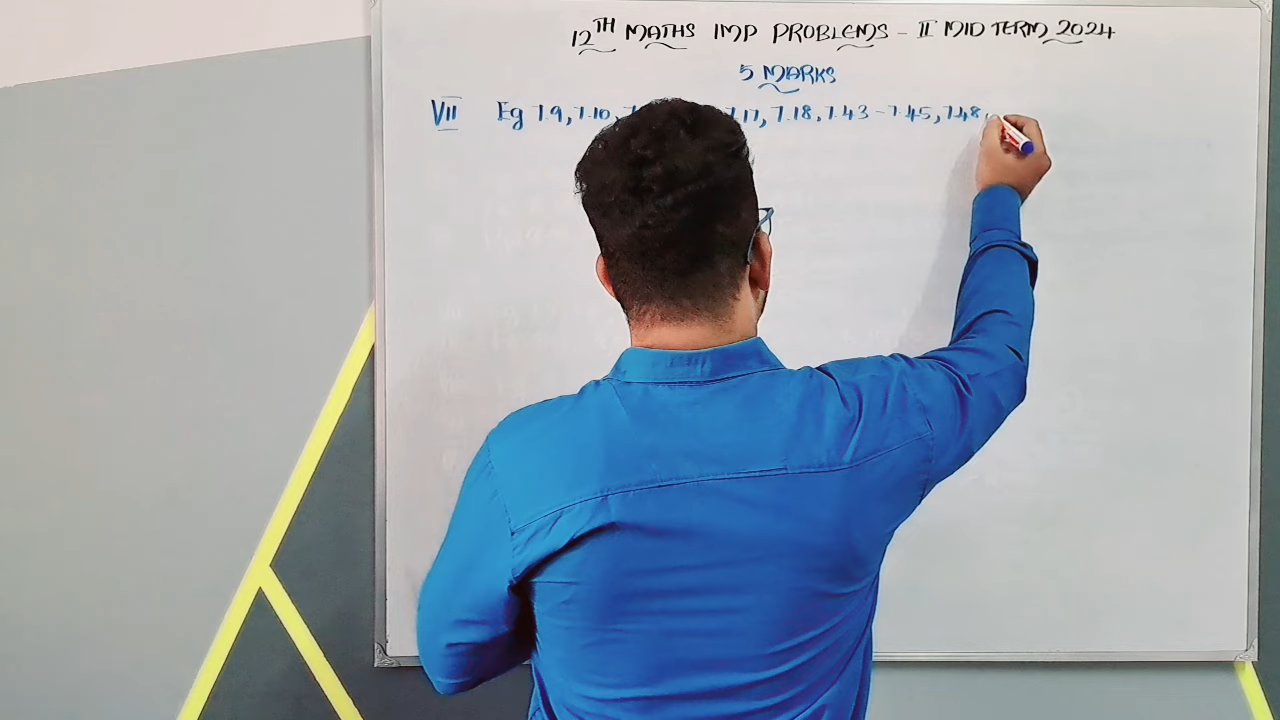 12TH MATHS IMP PROBLEMS - II MID TERM 2024
5 MARKS
VII Eg 7.9, 7.10, 7.17, 7.18, 7.43 - 7.45, 7.48,